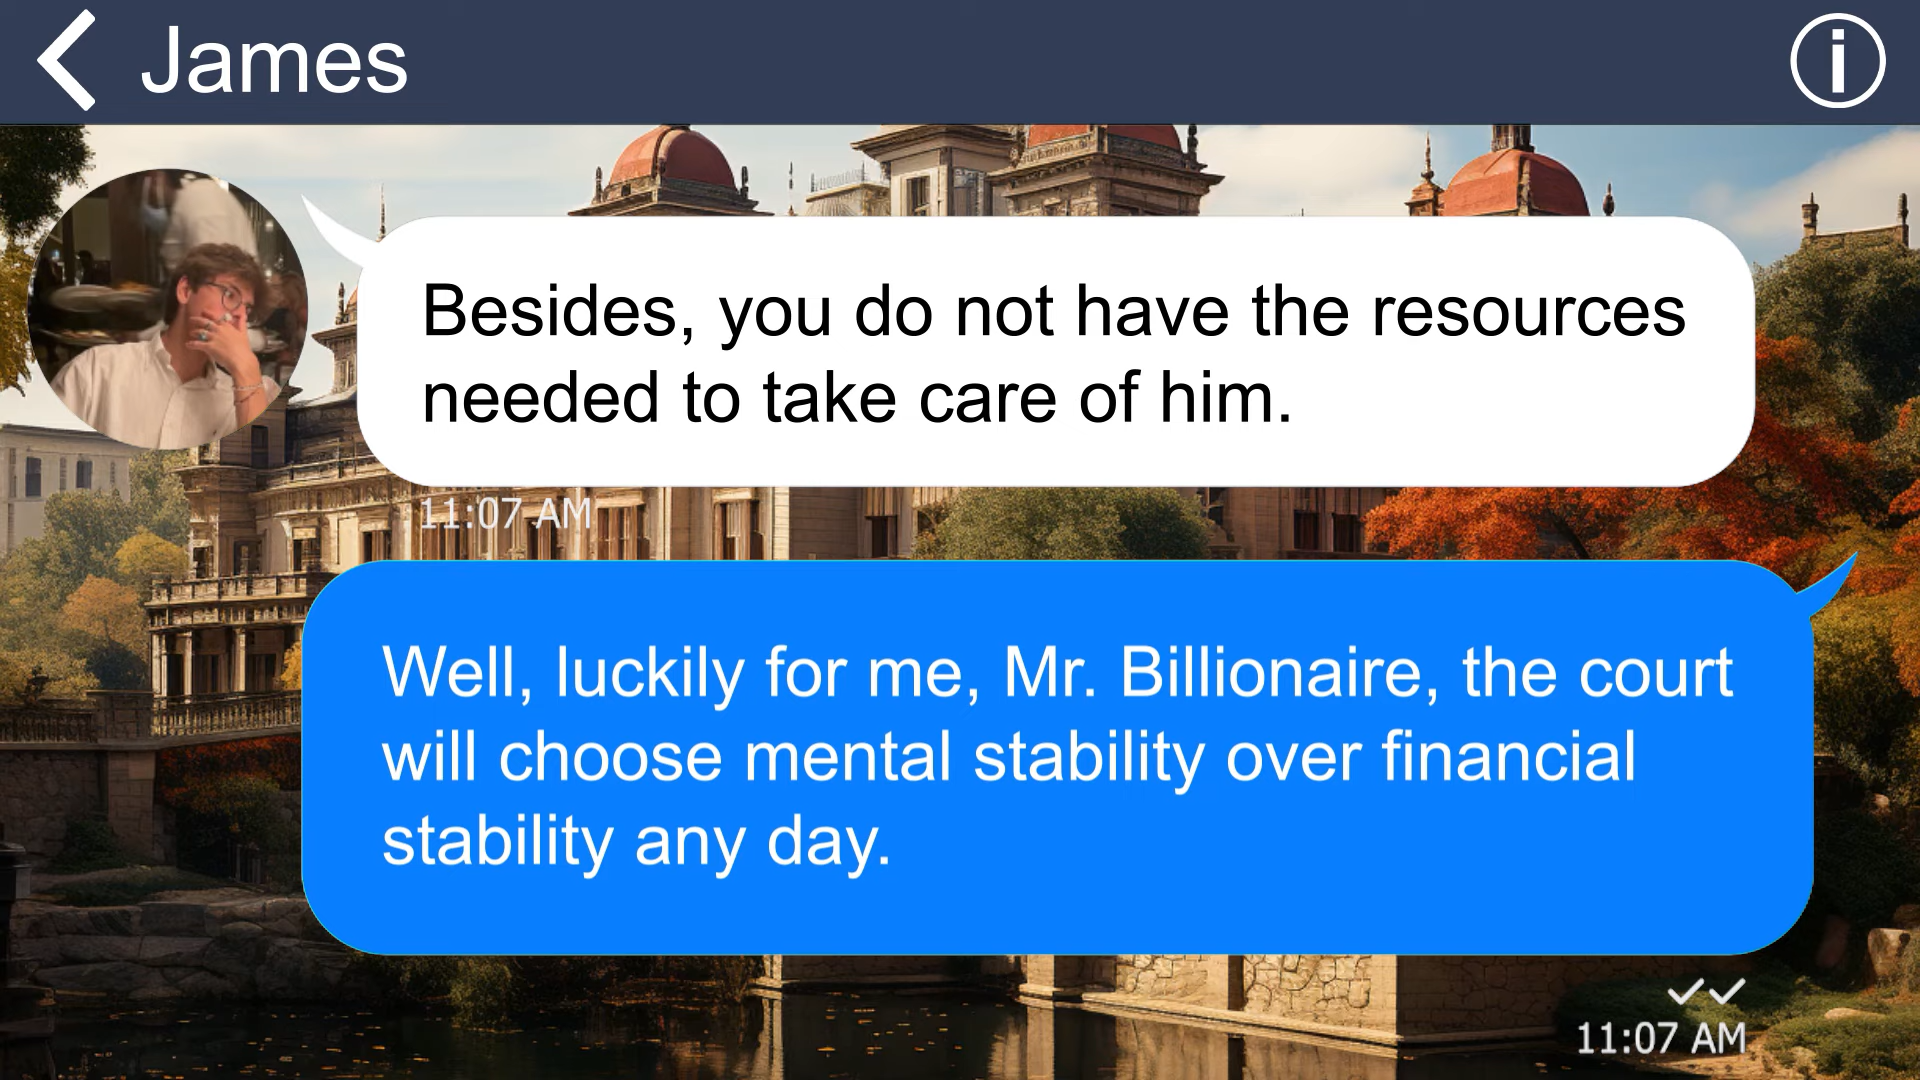 James
Besides, you do not have the resources
needed to take care of him.
11:07 AM
Well, luckily for me, Mr. Billionaire, the court
will choose mental stability over financial
stability any day.
11:07 AM